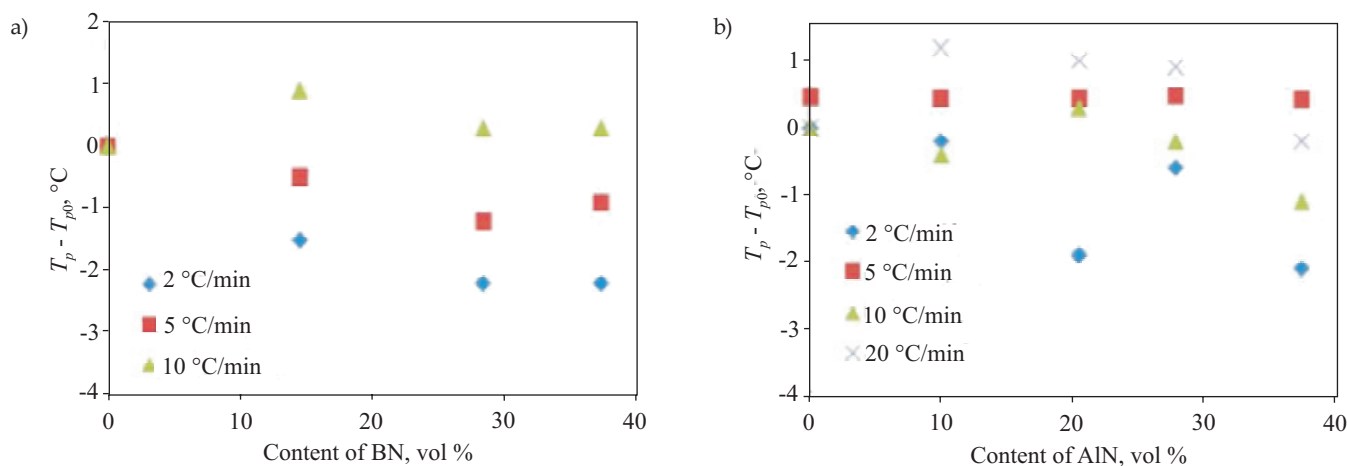 a)
2
1
0
-1
-2
-3
-4
T_p - T_p0, °C
2 °C/min
5 °C/min
10 °C/min
0
10
20
30
40
Content of BN, vol %
b)
1
0
-1
-2
-3
-4
T_p - T_p0, °C
2 °C/min
5 °C/min
10 °C/min
20 °C/min
0
10
20
30
40
Content of AlN, vol %